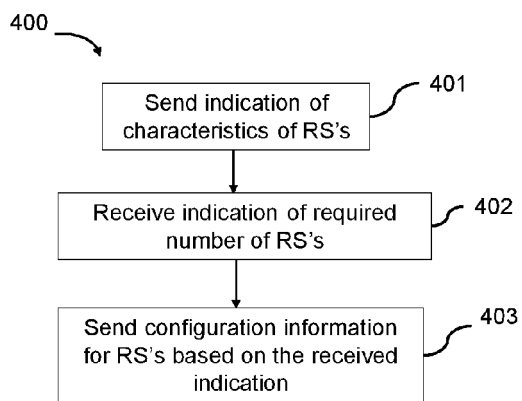 400
401
Send indication of
characteristics of RS's
402
Receive indication of required
number of RS's
403
Send configuration information
for RS's based on the received
indication